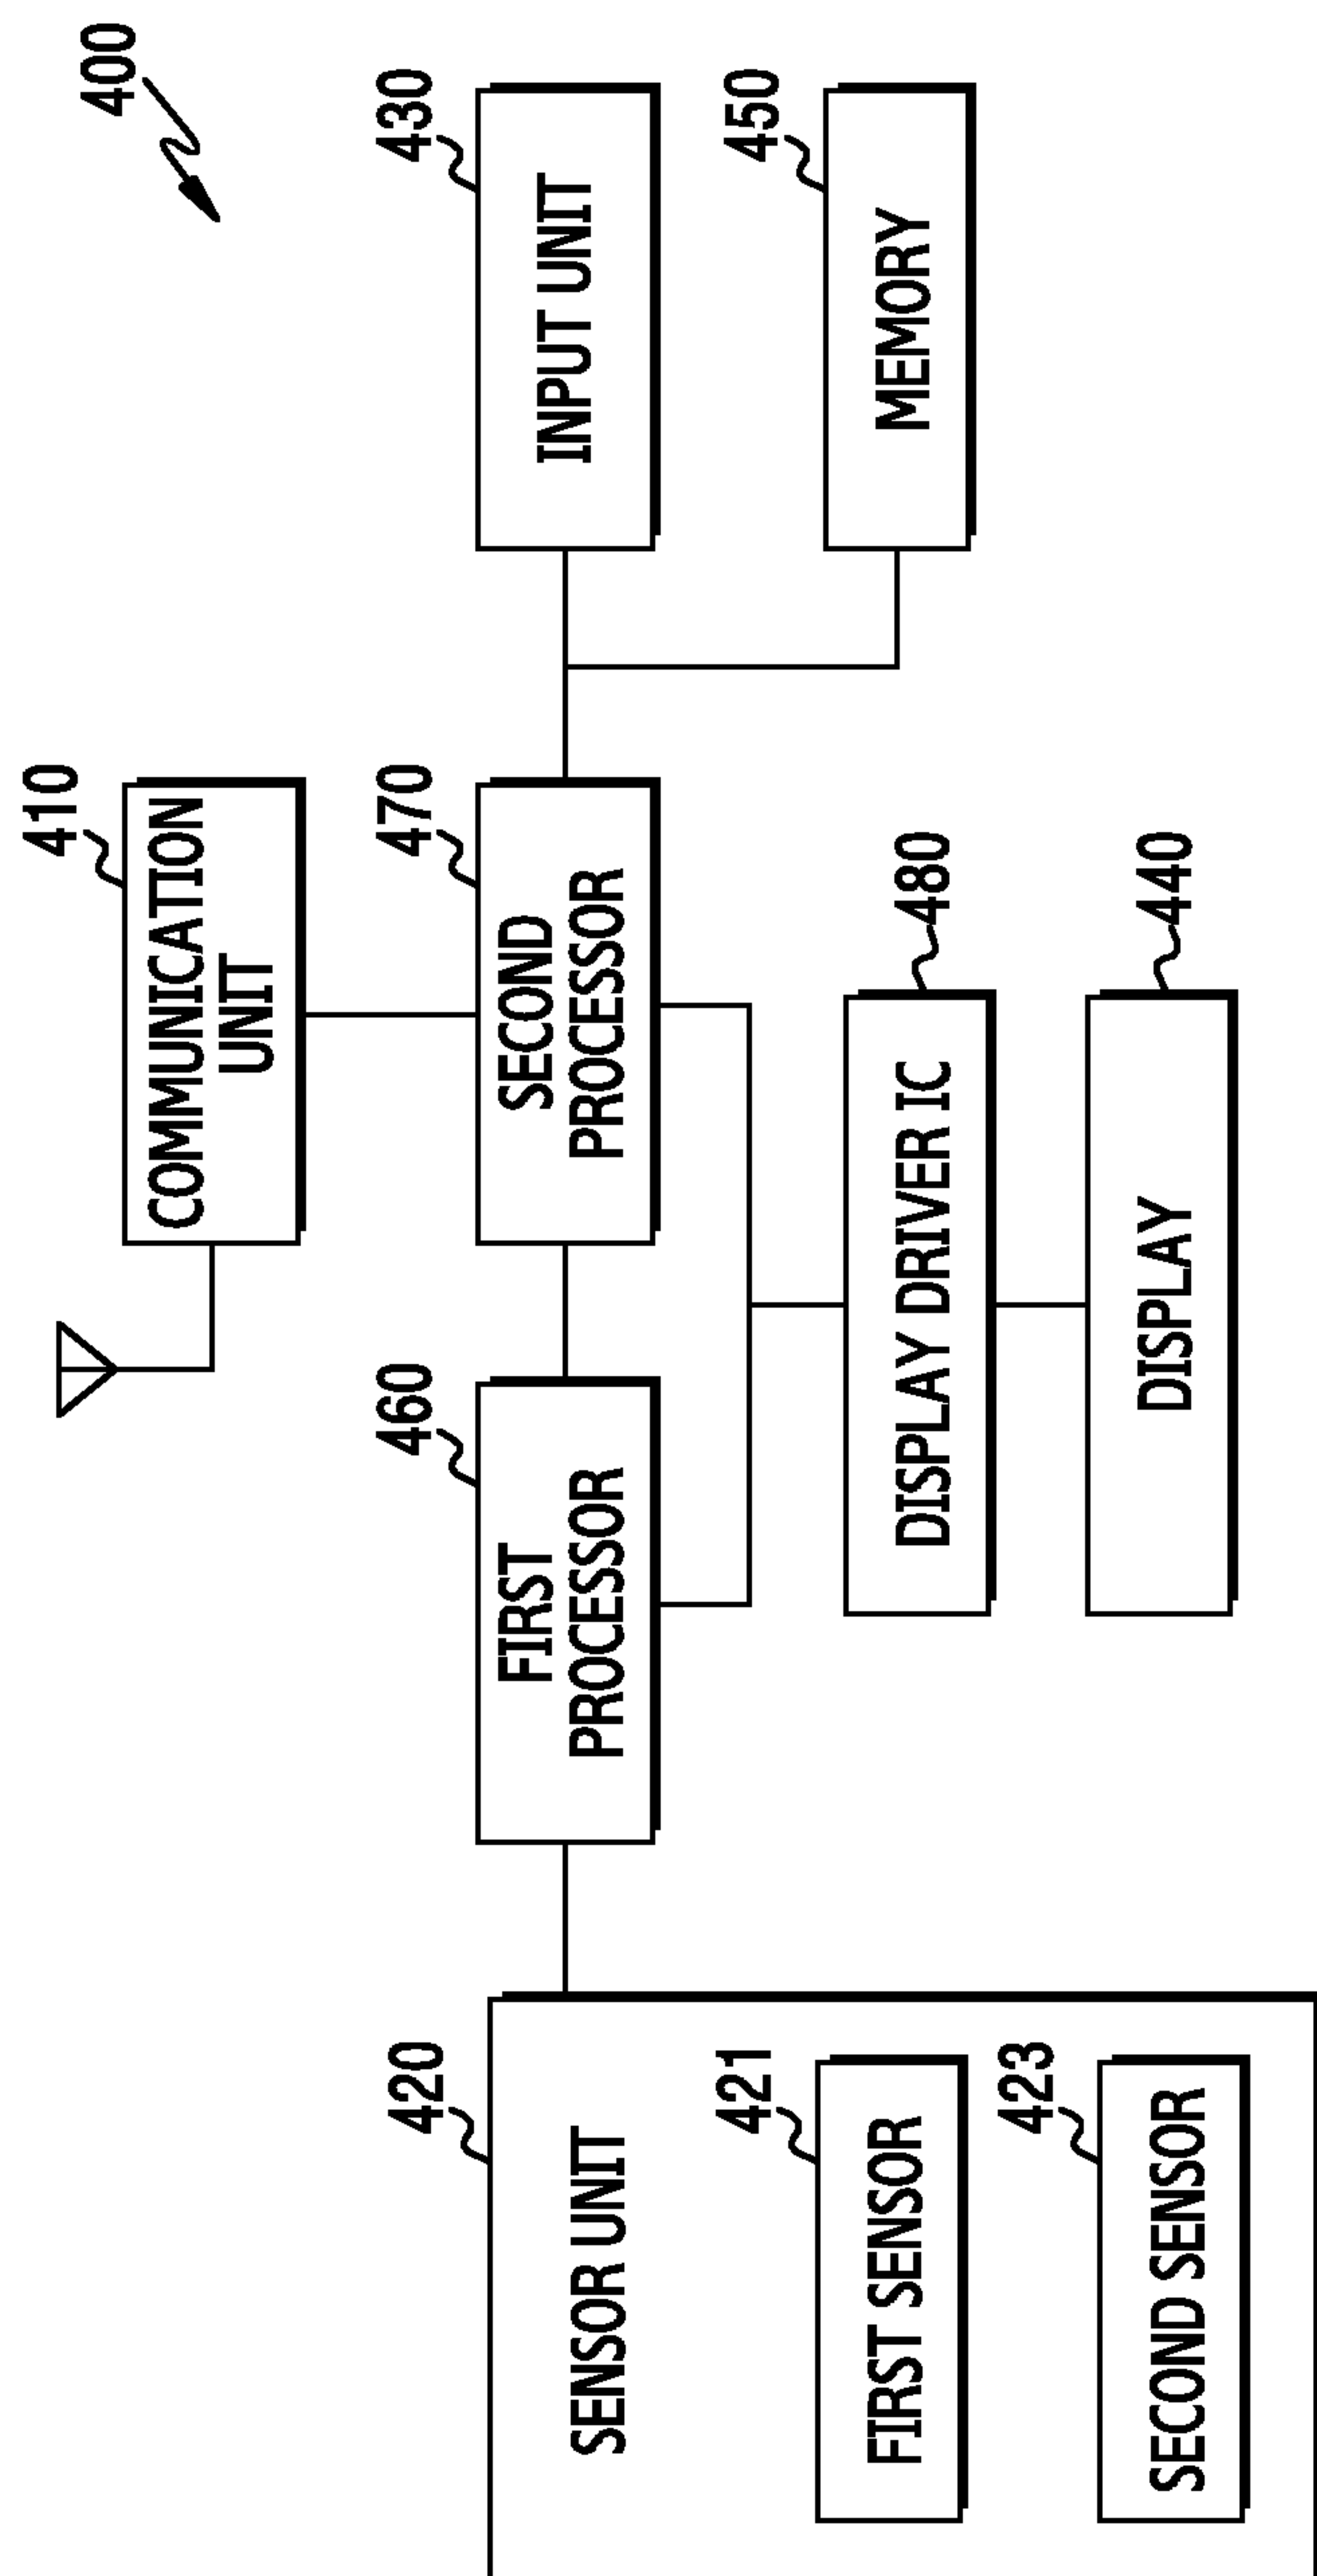 400
410
COMMUNICATION
UNIT
420
SENSOR UNIT
421
FIRST SENSOR
423
SECOND SENSOR
460
FIRST
PROCESSOR
470
SECOND
PROCESSOR
430
INPUT UNIT
450
MEMORY
480
DISPLAY DRIVER IC
440
DISPLAY